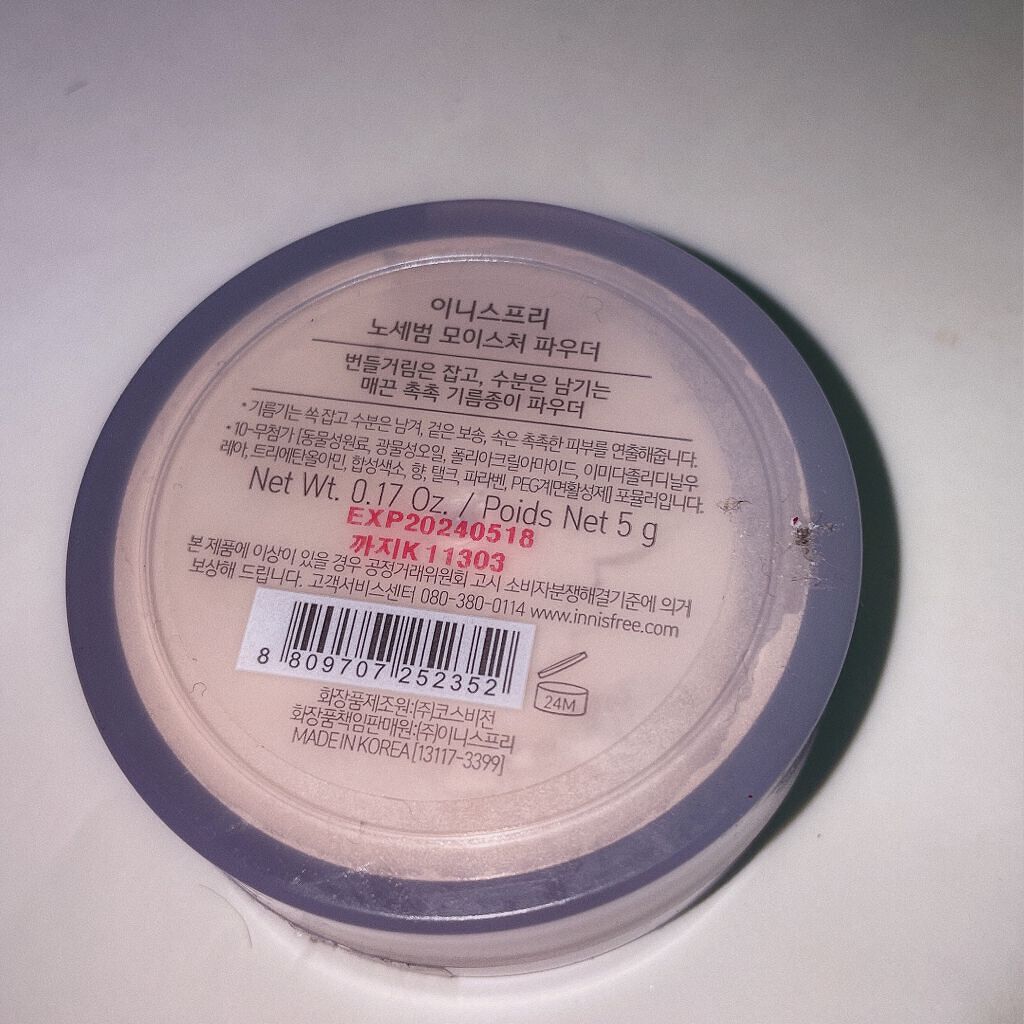 이니스프리
노세범 모이스처 파우더
번들거림은 잡고, 수분은 남기는
매끈 촉촉 기름종이 파우더
* 기름기는 쏙 잡고 수분은 남겨, 겉은 보송, 속은 촉촉한 피부를 연출해줍니다.
* 10-무첨가 [동물성원료, 광물성오일, 폴리아크릴아마이드, 이미다졸리디닐우
레아, 트리에탄올아민, 합성색소, 향, 탤크, 파라벤, PEG계면활성제] 포뮬러입니다.
Net Wt. 0.17 Oz. / Poids Net 5 g
EXP20240518
까지K11303
본 제품에 이상이 있을 경우 공정거래위원회 고시 소비자분쟁해결기준에 의거
보상해 드립니다. 고객서비스센터 080-380-0114 www.innisfree.com
8 809707 252352
24M
화장품제조원:(주)코스비전
화장품책임판매원:(주)이니스프리
MADE IN KOREA [13117-3399]